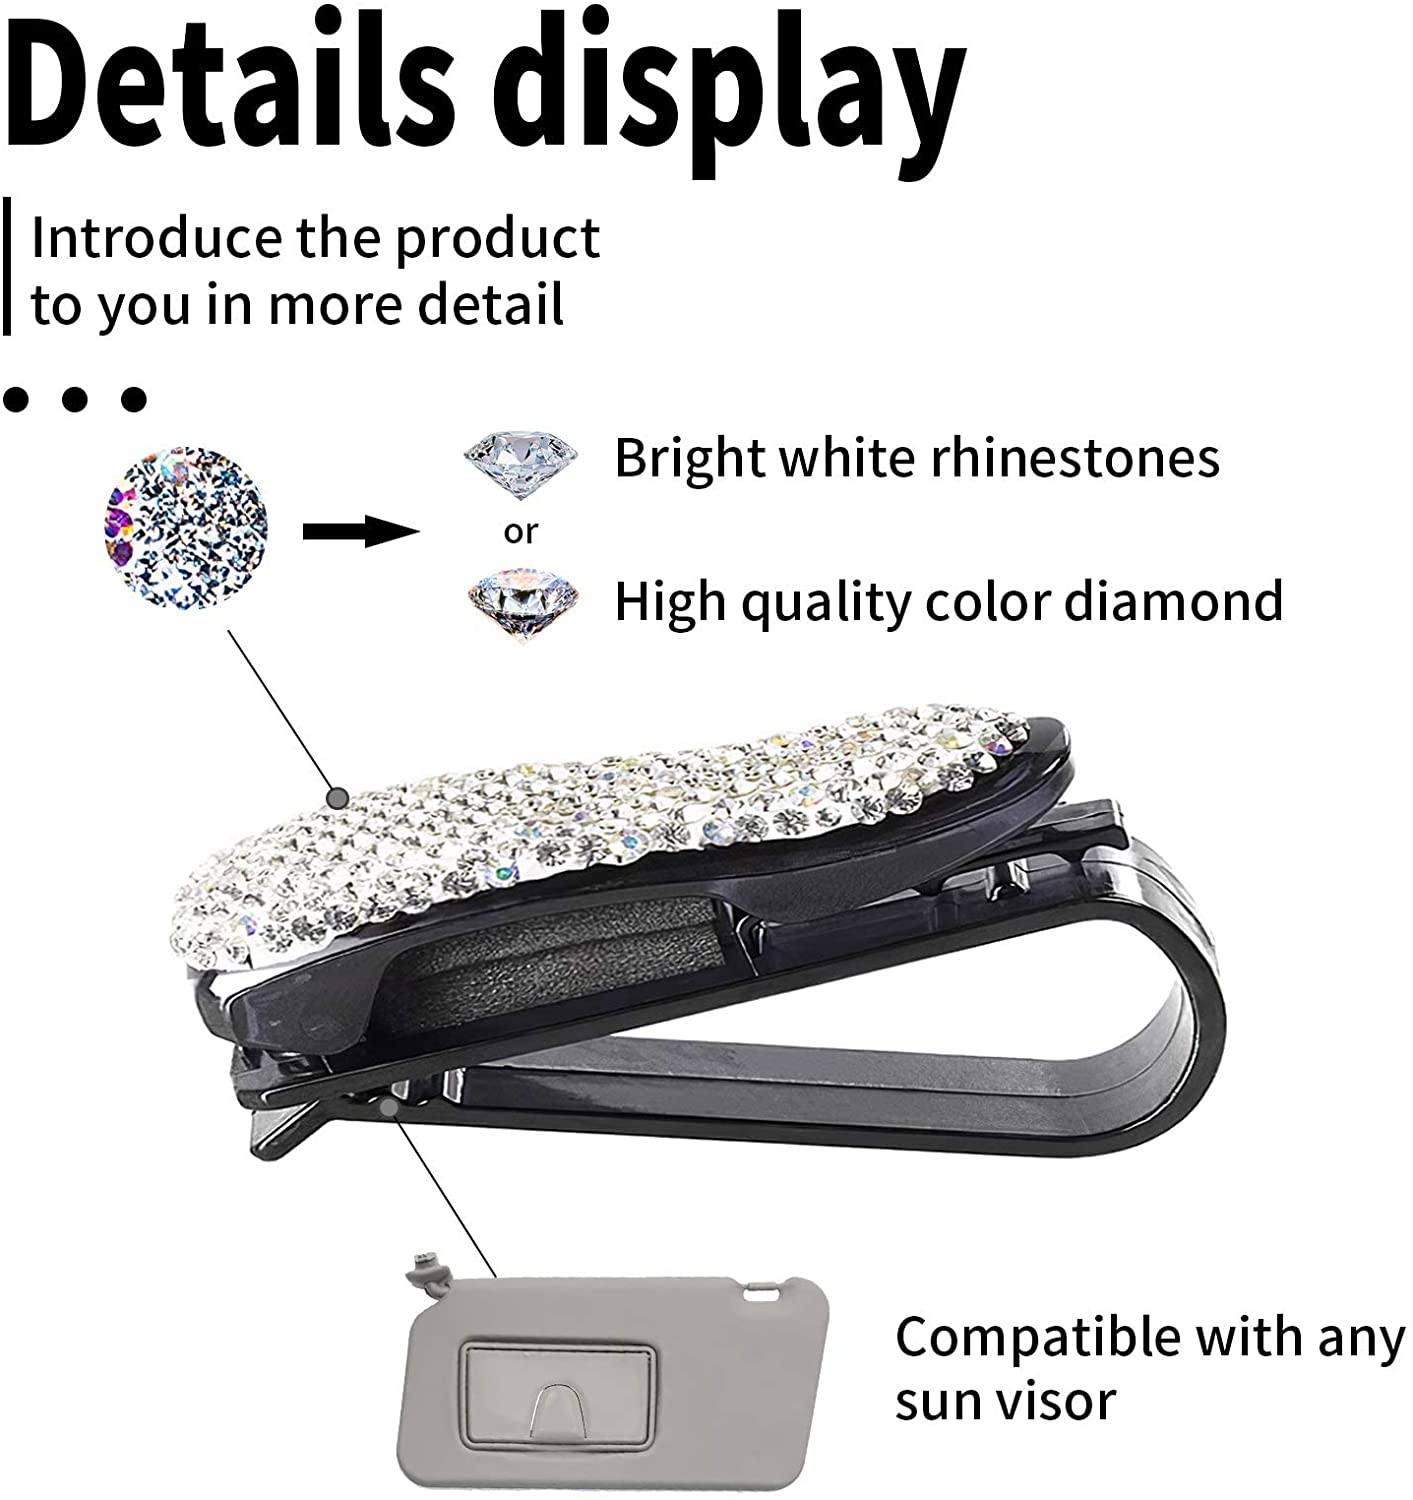 Details display
Introduce the product
to you in more detail
Bright white rhinestones
or
High quality color diamond
Compatible with any
sun visor